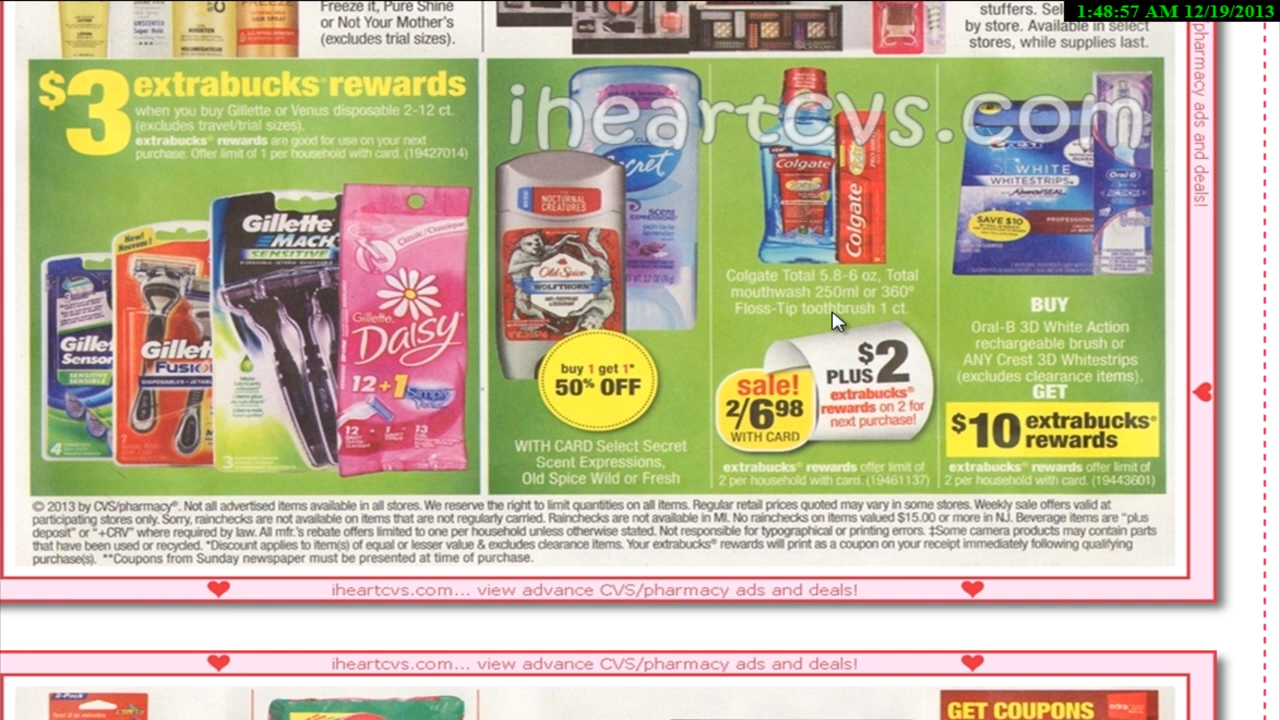 1:48:57 AM 12/19/2013
Freeze it, Pure Shine
or Not Your Mother's
(excludes trial sizes).
by store. Available in select
stores, while supplies last.
$3 extrabucks® rewards
when you buy Gillette or Venus disposable 2-12 ct.
(excludes travel/trial sizes).
extrabucks® rewards are good for use on your next
purchase. Offer limit of 1 per household with card. (19427014)
New!
Nouveau!
Gillette
MACH
SENSITIVE
Gillette
FUSION
4
3
Classic/Classique
Gillette
Daisy
12+1
Simply
Venus
12
1
13
iheartcvs.com
Secret
NOCTURNAL
CREATURES
Old Spice
WOLFTHORN
buy 1 get 1*
50% OFF
WITH CARD Select Secret
Scent Expressions,
Old Spice Wild or Fresh
Colgate
Colgate
Colgate Total 5.8-6 oz, Total
mouthwash 250ml or 360°
Floss-Tip toothbrush 1 ct.
sale!
2/6.98
WITH CARD
PLUS $2
extrabucks®
rewards on 2 for
next purchase!
extrabucks® rewards offer limit of
2 per household with card. (19461137)
Crest
3D WHITE
WHITESTRIPS
SAVE $10
Oral-B
BUY
Oral-B 3D White Action
rechargeable brush or
ANY Crest 3D Whitestrips
(excludes clearance items).
GET
$10 extrabucks®
rewards
extrabucks® rewards offer limit of
2 per household with card. (19443601)
© 2013 by CVS/pharmacy®. Not all advertised items available in all stores. We reserve the right to limit quantities on all items. Regular retail prices quoted may vary in some stores. Weekly sale offers valid at
participating stores only. Sorry, rainchecks are not available on items that are not regularly carried. Rainchecks are not available in MI. No rainchecks on items valued $15.00 or more in NJ. Beverage items are "plus
deposit" or "+CRV" where required by law. All mfr.'s rebate offers limited to one per household unless otherwise stated. Not responsible for typographical or printing errors. ‡Some camera products may contain parts
that have been used or recycled. *Discount applies to item(s) of equal or lesser value & excludes clearance items. Your extrabucks® rewards will print as a coupon on your receipt immediately following qualifying
purchase(s). **Coupons from Sunday newspaper must be presented at time of purchase.
pharmacy ads and deals!
iheartcvs.com... view advance CVS/pharmacy ads and deals!
iheartcvs.com... view advance CVS/pharmacy ads and deals!
2-Pack
GET COUPONS